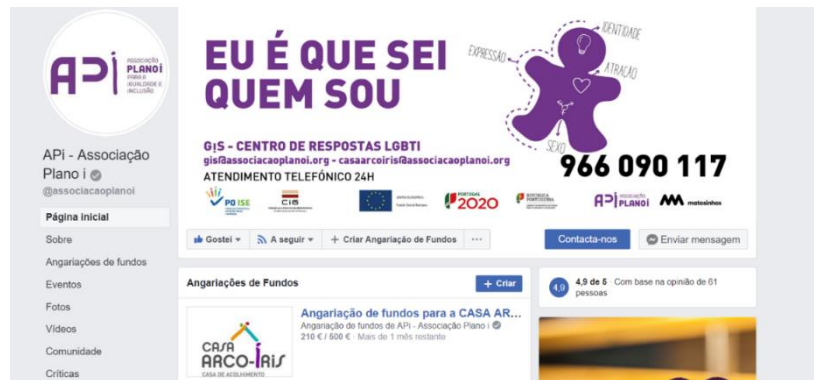 API
ASSOCIAÇÃO
PLANOÍ
PARA A
IGUALDADE E
INCLUSÃO
EU É QUE SEI
QUEM SOU
EXPRESSÃO
IDENTIDADE
ATRAÇÃO
SEXO
G¡S - CENTRO DE RESPOSTAS LGBTI
gis@associacaoplanoi.org - casaarcoiris@associacaoplanoi.org
ATENDIMENTO TELEFÓNICO 24H
966 090 117
PO ISE
CIG
PORTUGAL
2020
REPÚBLICA
PORTUGUESA
API ASSOCIAÇÃO
PLANOÍ
matosinhos
APi - Associação
Plano i
@associacaoplanoi
Página inicial
Sobre
Angariações de fundos
Eventos
Fotos
Vídeos
Comunidade
Críticas
Gostei
A seguir
+ Criar Angariação de Fundos
...
Contacta-nos
Enviar mensagem
Angariações de Fundos
+ Criar
CASA
ARCO-ÍRIS
CASA DE ACOLHIMENTO
Angariação de fundos para a CASA AR...
Angariação de fundos de APi - Associação Plano i
210 € / 500 € · Mais de 1 mês restante
4,9
4,9 de 5 · Com base na opinião de 61
pessoas